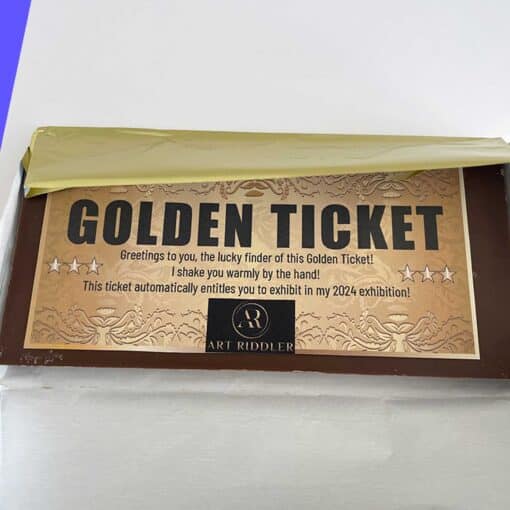 GOLDEN TICKET
Greetings to you, the lucky finder of this Golden Ticket!
I shake you warmly by the hand!
This ticket automatically entitles you to exhibit in my 2024 exhibition!
AR
ART RIDDLER